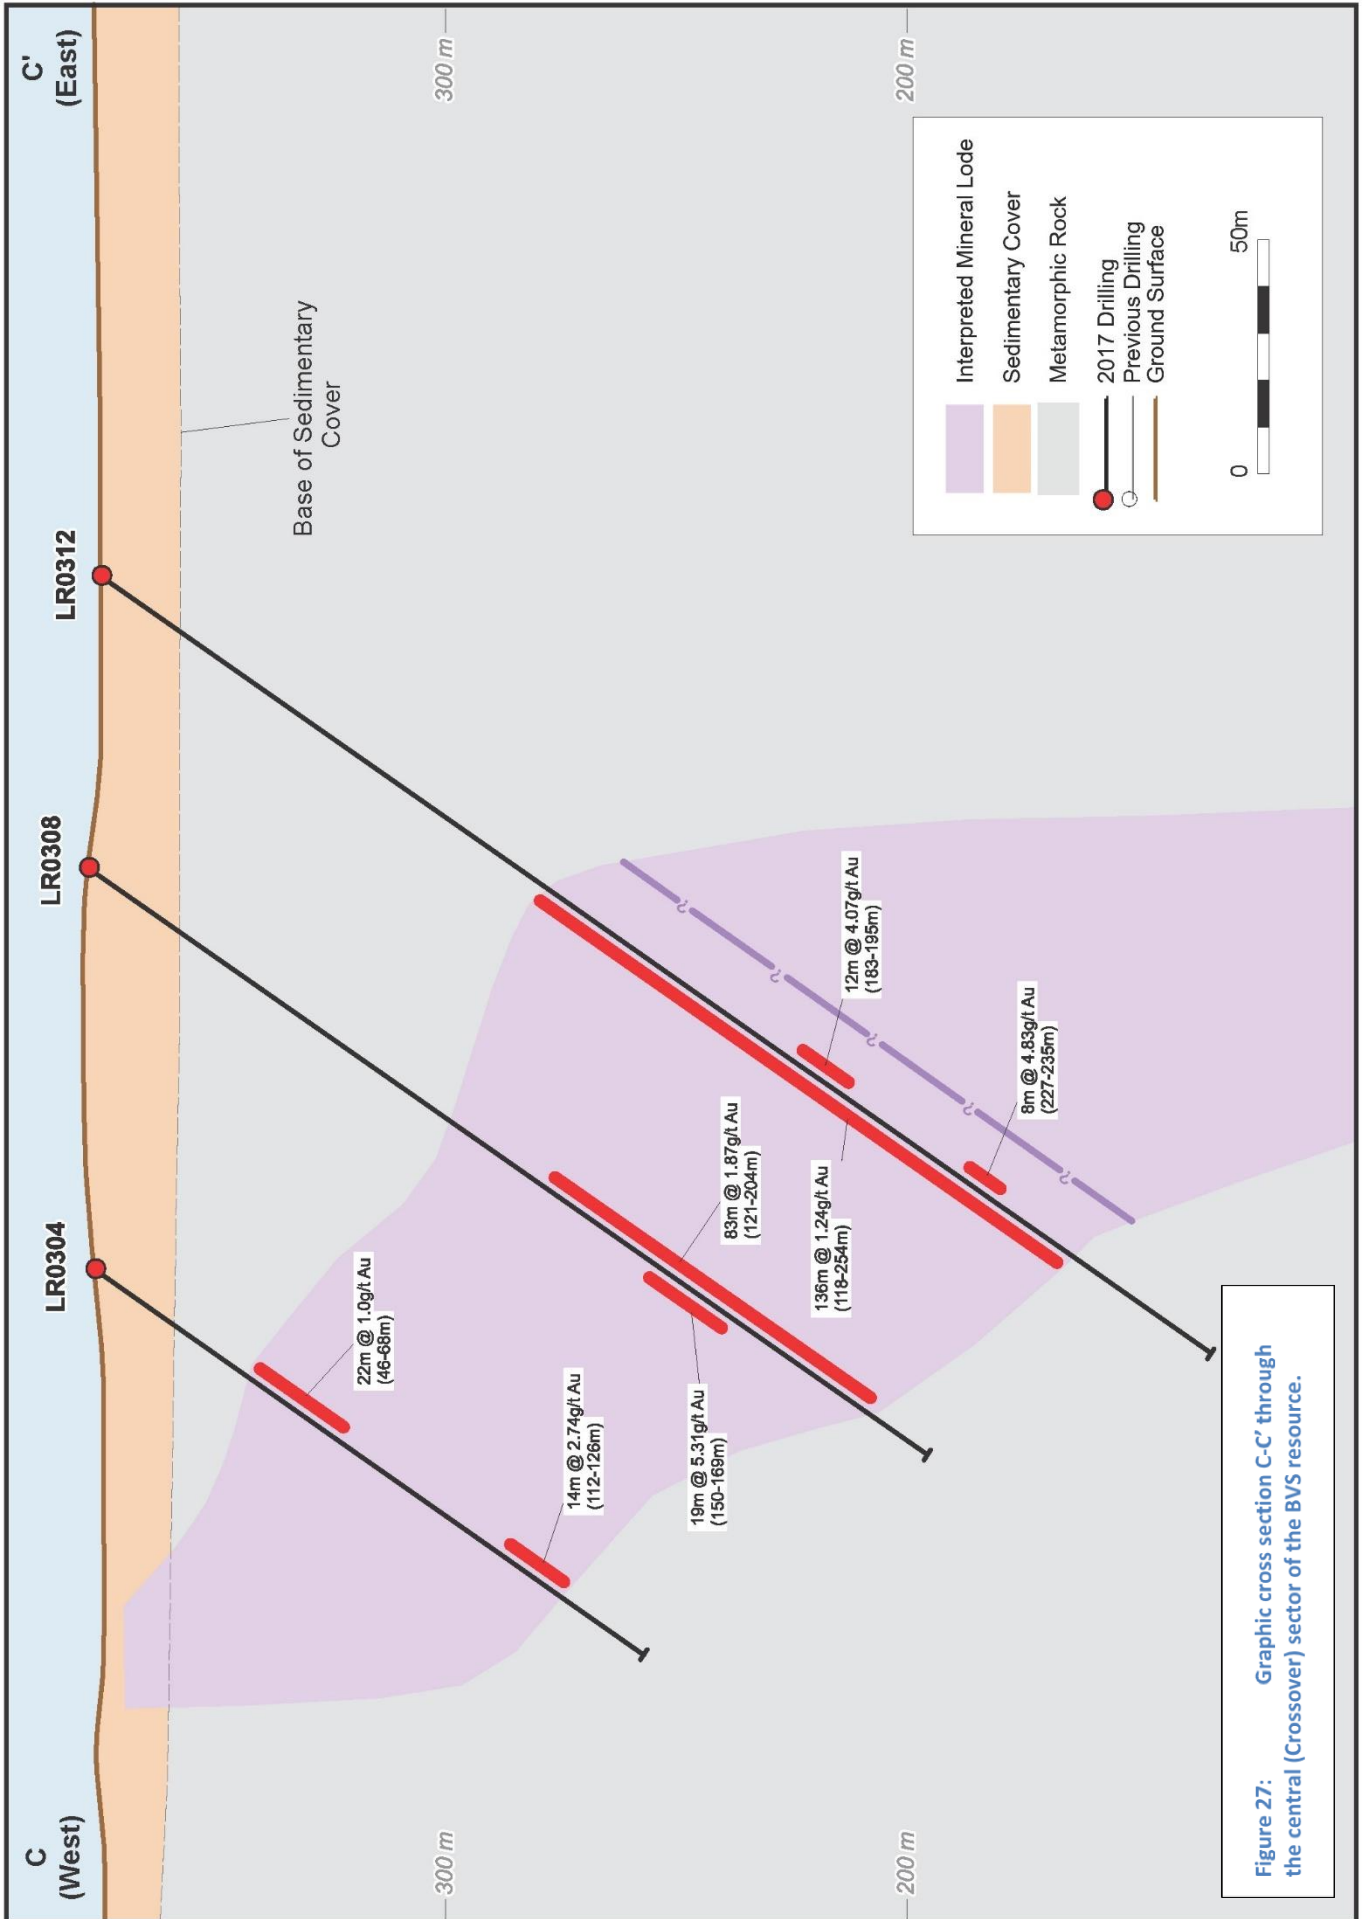 C
(West)
C'
(East)
LR0304
LR0308
LR0312
Base of Sedimentary
Cover
300 m
300 m
200 m
200 m
22m @ 1.0g/t Au
(46-68m)
14m @ 2.74g/t Au
(112-126m)
19m @ 5.31g/t Au
(150-169m)
83m @ 1.87g/t Au
(121-204m)
136m @ 1.24g/t Au
(118-254m)
12m @ 4.07g/t Au
(183-195m)
8m @ 4.83g/t Au
(227-235m)
?
?
?
?
?
Interpreted Mineral Lode
Sedimentary Cover
Metamorphic Rock
2017 Drilling
Previous Drilling
Ground Surface
0 50m
Figure 27: Graphic cross section C-C’ through
the central (Crossover) sector of the BVS resource.